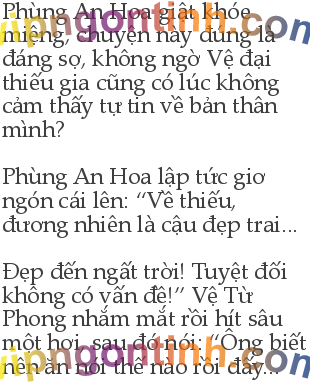 Phùng An Hoa giật khóe
miệng, chuyện này đúng là
đáng sợ, không ngờ Vệ đại
thiếu gia cũng có lúc không
cảm thấy tự tin về bản thân
mình?
Phùng An Hoa lập tức giơ
ngón cái lên: “Vê thiếu,
đương nhiên là cậu đẹp trai...
Đẹp đến ngất trời! Tuyệt đối
không có vấn đề!” Vệ Từ
Phong nhắm mắt rồi hít sâu
một hơi, sau đó nói: “Ông biết
nên ăn nói thế nào rồi đấy...
vipngontinh.com
vipngontinh.com